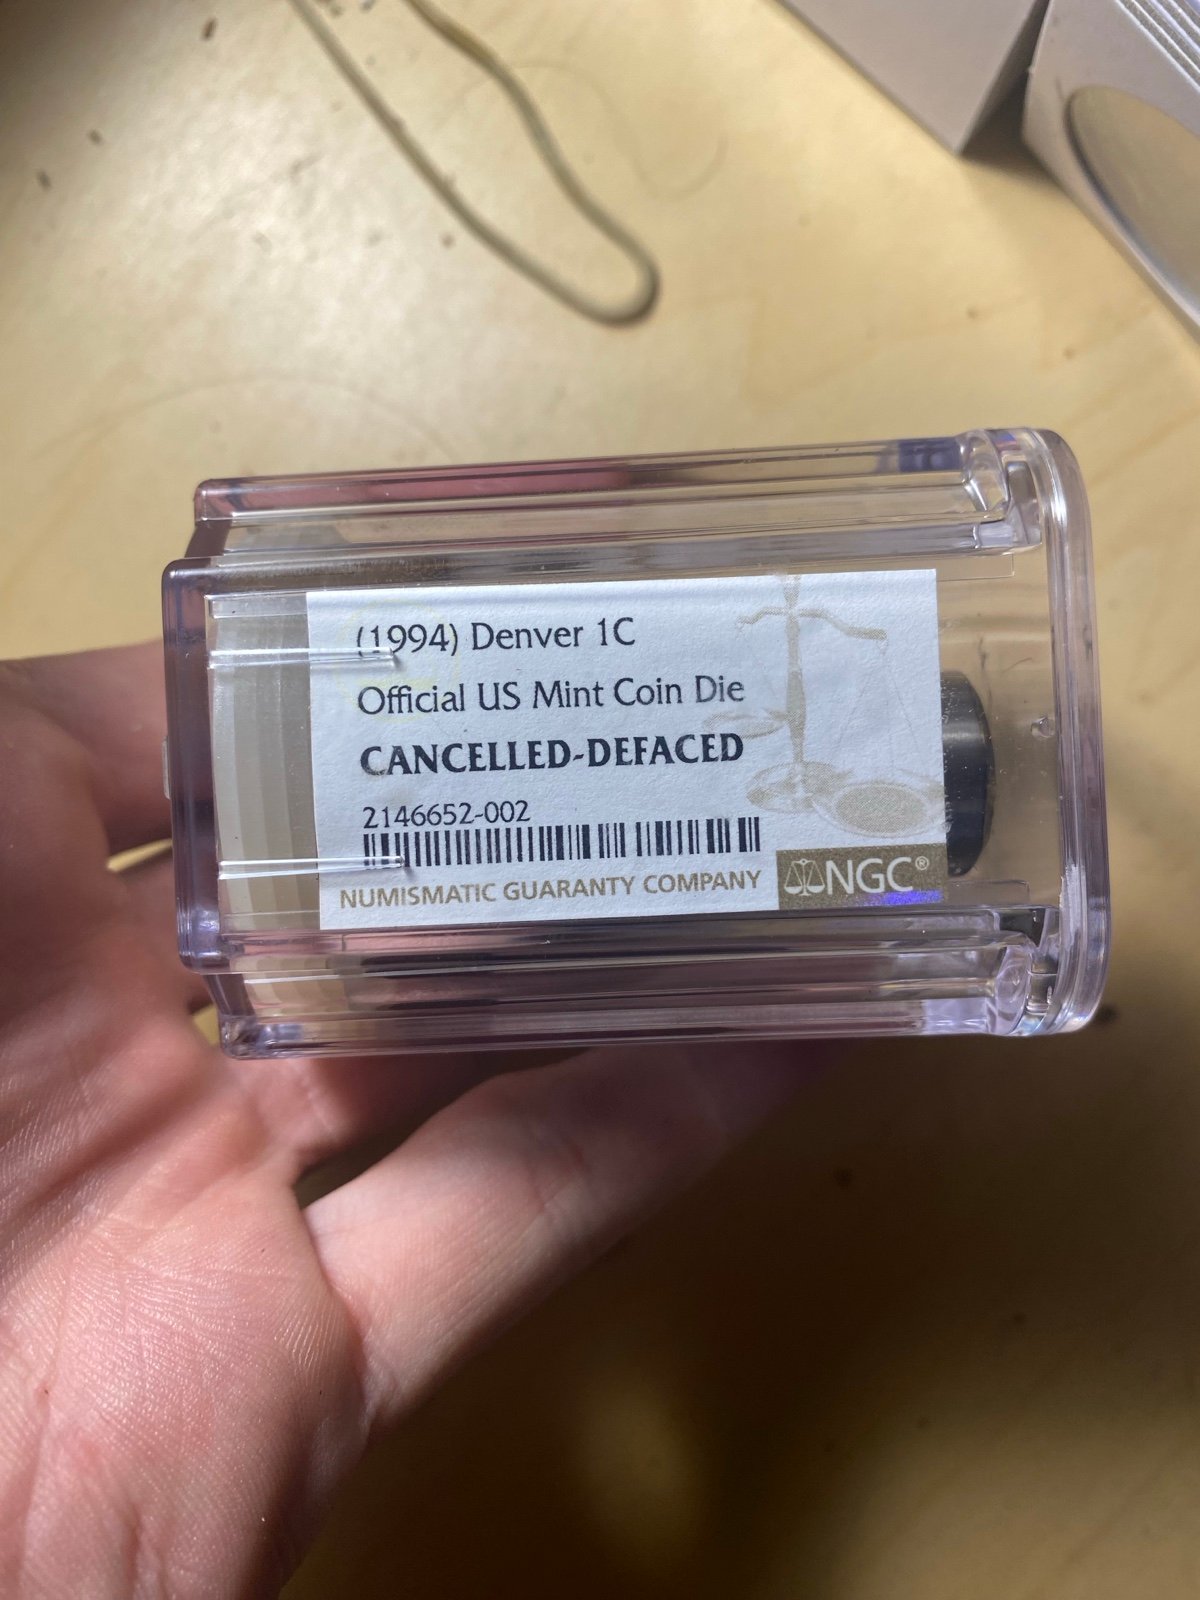 (1994) Denver 1C
Official US Mint Coin Die
CANCELLED-DEFACED
2146652-002
NUMISMATIC GUARANTY COMPANY
NGC®